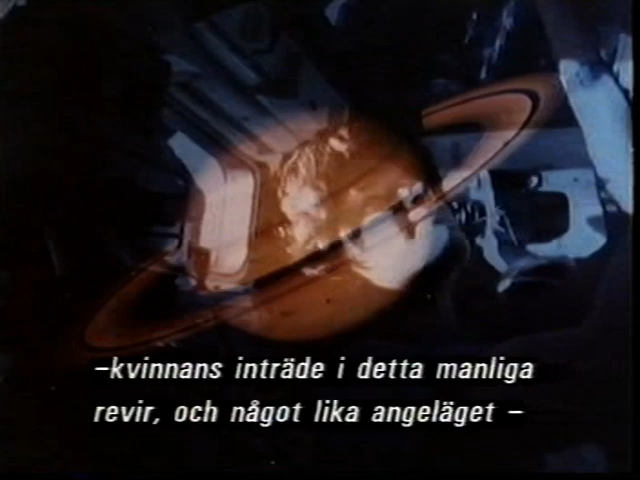 –kvinnans inträde i detta manliga
revir, och något lika angeläget –